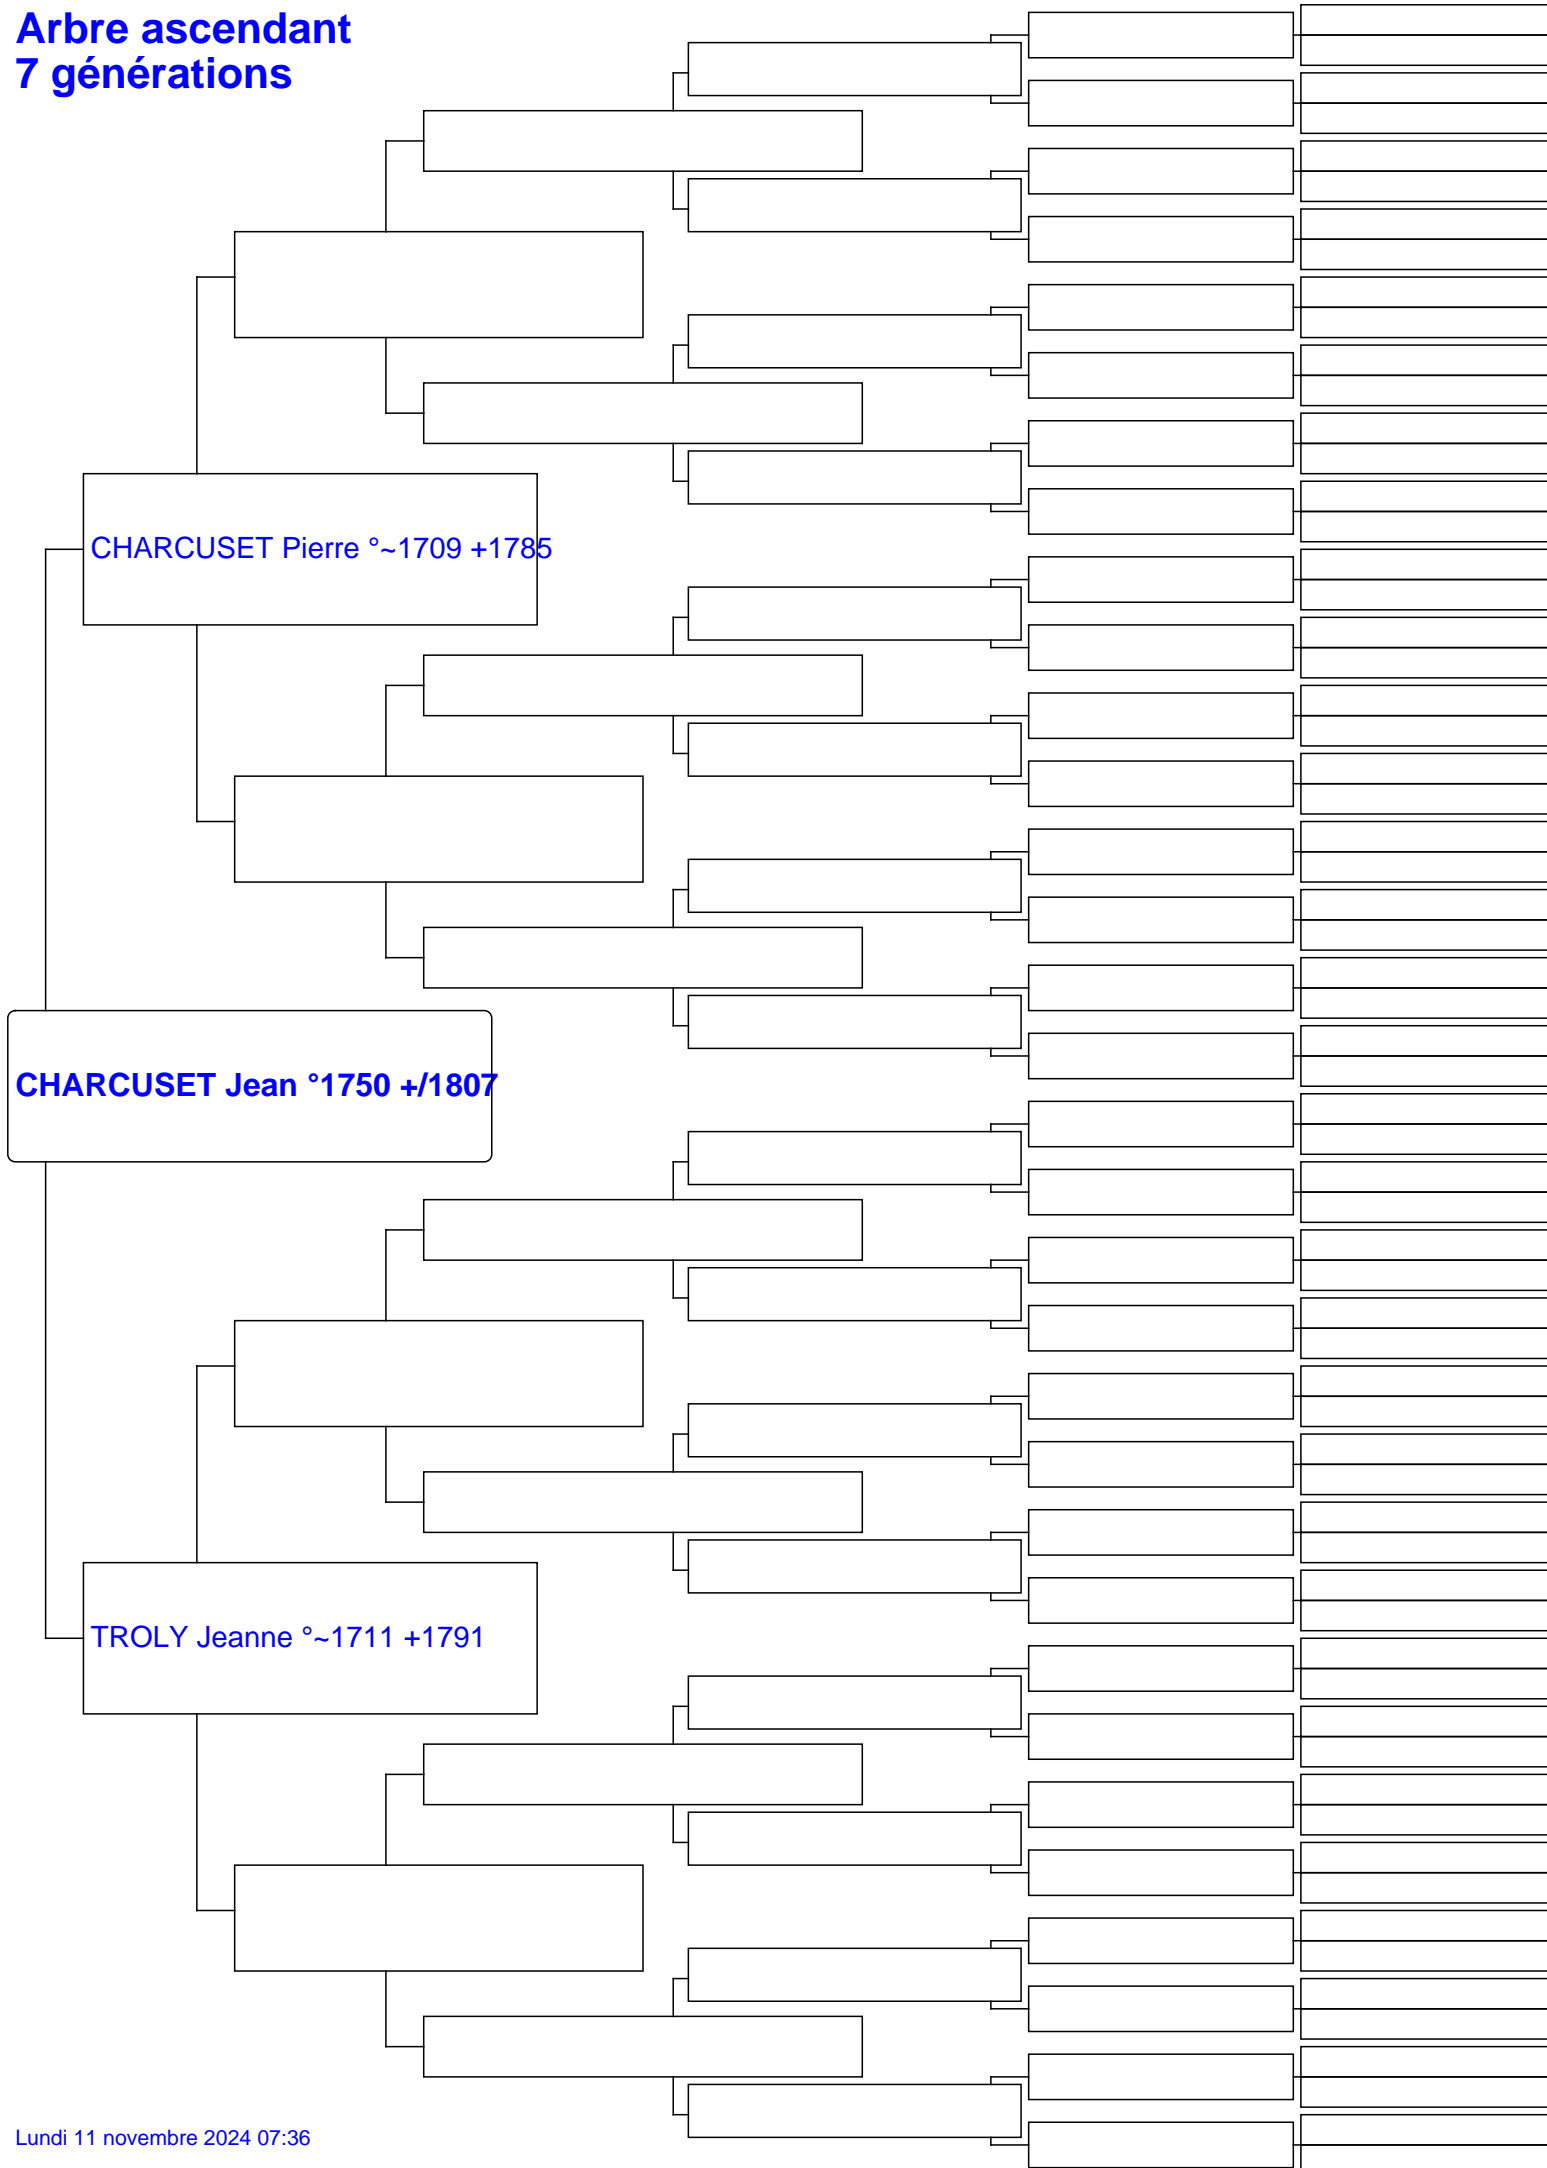 Arbre ascendant
7 générations
CHARCUSET Pierre °~1709 +1785
CHARCUSET Jean °1750 +/1807
TROLY Jeanne °~1711 +1791
Lundi 11 novembre 2024 07:36